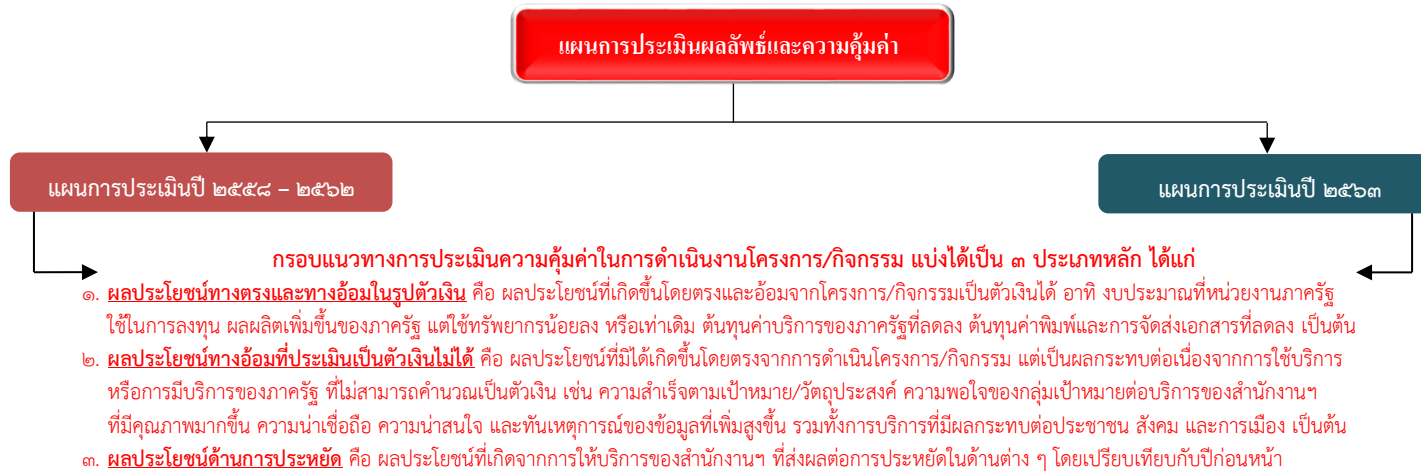 แผนการประเมินผลลัพธ์และความคุ้มค่า
แผนการประเมินปี ๒๕๕๘ – ๒๕๖๒
แผนการประเมินปี ๒๕๖๓
กรอบแนวทางการประเมินความคุ้มค่าในการดำเนินงานโครงการ/กิจกรรม แบ่งได้เป็น ๓ ประเภทหลัก ได้แก่
๑. ผลประโยชน์ทางตรงและทางอ้อมในรูปตัวเงิน คือ ผลประโยชน์ที่เกิดขึ้นโดยตรงและอ้อมจากโครงการ/กิจกรรมเป็นตัวเงินได้ อาทิ งบประมาณที่หน่วยงานภาครัฐ
ใช้ในการลงทุน ผลผลิตเพิ่มขึ้นของภาครัฐ แต่ใช้ทรัพยากรน้อยลง หรือเท่าเดิม ต้นทุนค่าบริการของภาครัฐที่ลดลง ต้นทุนค่าพิมพ์และการจัดส่งเอกสารที่ลดลง เป็นต้น
๒. ผลประโยชน์ทางอ้อมที่ประเมินเป็นตัวเงินไม่ได้ คือ ผลประโยชน์ที่มิได้เกิดขึ้นโดยตรงจากการดำเนินโครงการ/กิจกรรม แต่เป็นผลกระทบต่อเนื่องจากการใช้บริการ
หรือการมีบริการของภาครัฐ ที่ไม่สามารถคำนวณเป็นตัวเงิน เช่น ความสำเร็จตามเป้าหมาย/วัตถุประสงค์ ความพอใจของกลุ่มเป้าหมายต่อบริการของสำนักงานฯ
ที่มีคุณภาพมากขึ้น ความน่าเชื่อถือ ความน่าสนใจ และทันเหตุการณ์ของข้อมูลที่เพิ่มสูงขึ้น รวมทั้งการบริการที่มีผลกระทบต่อประชาชน สังคม และการเมือง เป็นต้น
๓. ผลประโยชน์ด้านการประหยัด คือ ผลประโยชน์ที่เกิดจากการให้บริการของสำนักงานฯ ที่ส่งผลต่อการประหยัดในด้านต่าง ๆ โดยเปรียบเทียบกับปีก่อนหน้า